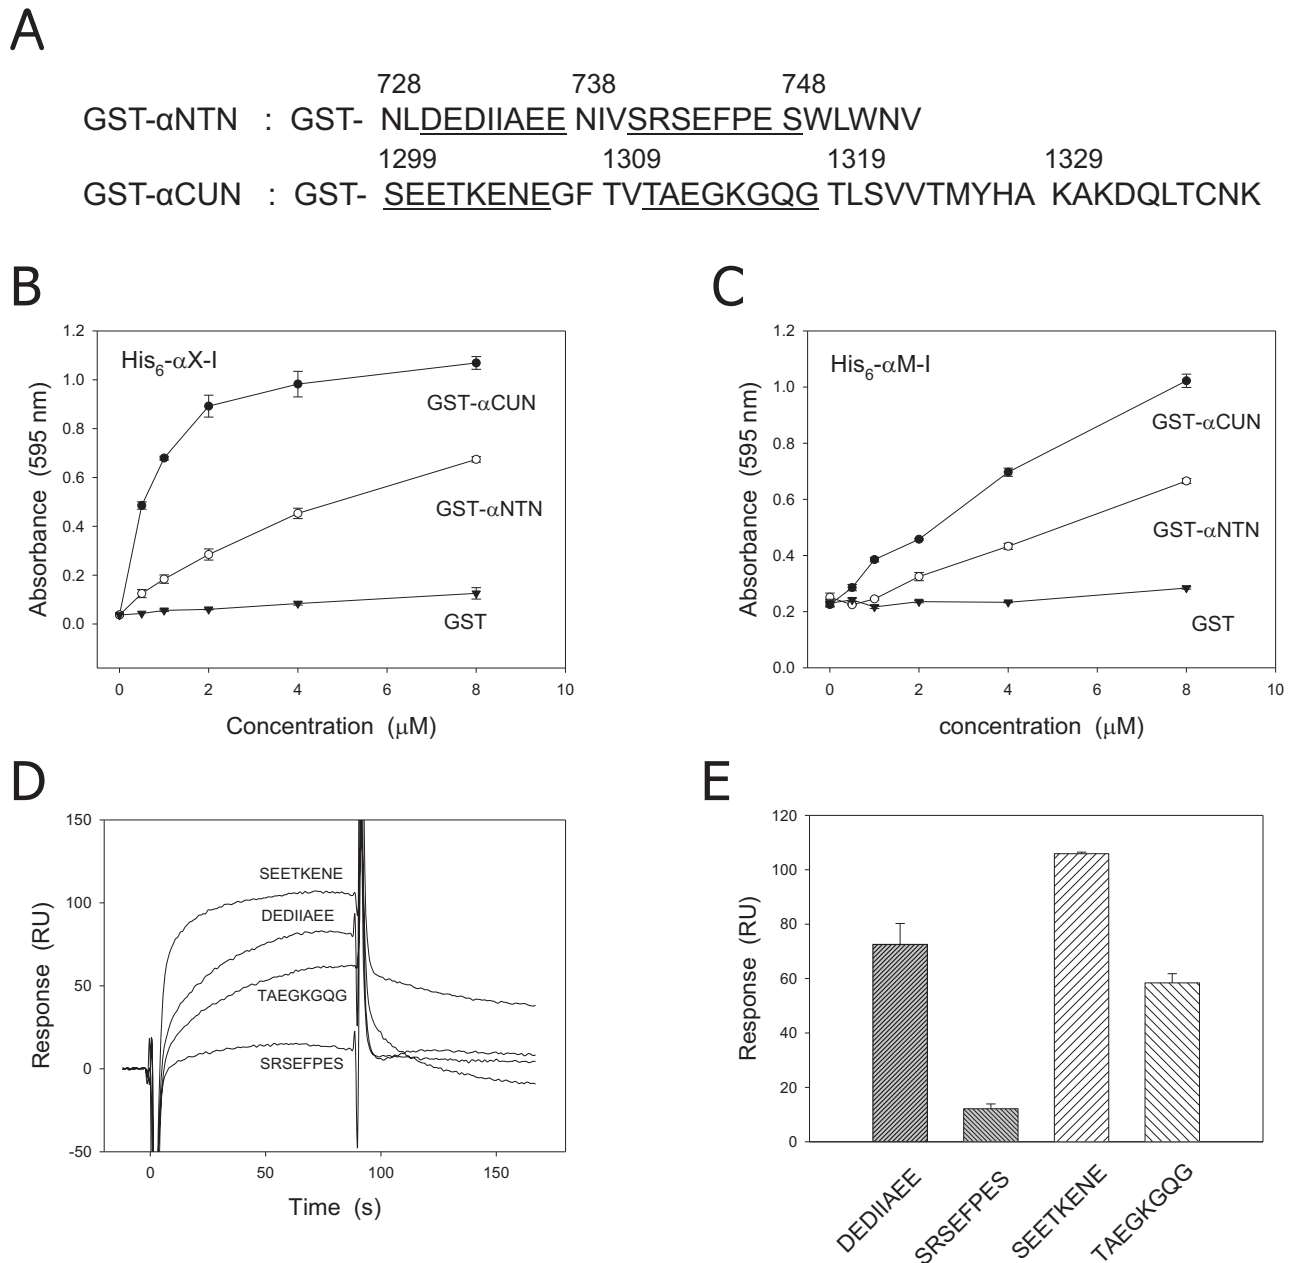 A
728 738 748
GST-αNTN : GST- NLDEDIIAEE NIVSRSEFPE SWLWNV
1299 1309 1319 1329
GST-αCUN : GST- SEETKENEGF TVTAEGKGQG TLSVVTMYHA KAKDQLTCNK
B
1.2
1.0
0.8
0.6
0.4
0.2
0.0
Absorbance (595 nm)
His6-αX-I
GST-αCUN
GST-αNTN
GST
0 2 4 6 8 10
Concentration (μM)
C
1.2
1.0
0.8
0.6
0.4
0.2
0.0
Absorbance (595 nm)
His6-αM-I
GST-αCUN
GST-αNTN
GST
0 2 4 6 8 10
concentration (μM)
D
150
100
50
0
-50
Response (RU)
SEETKENE
DEDIIAEE
TAEGKGQG
SRSEFPES
0 50 100 150
Time (s)
E
120
100
80
60
40
20
0
Response (RU)
DEDIIAEE
SRSEFPES
SEETKENE
TAEGKGQG